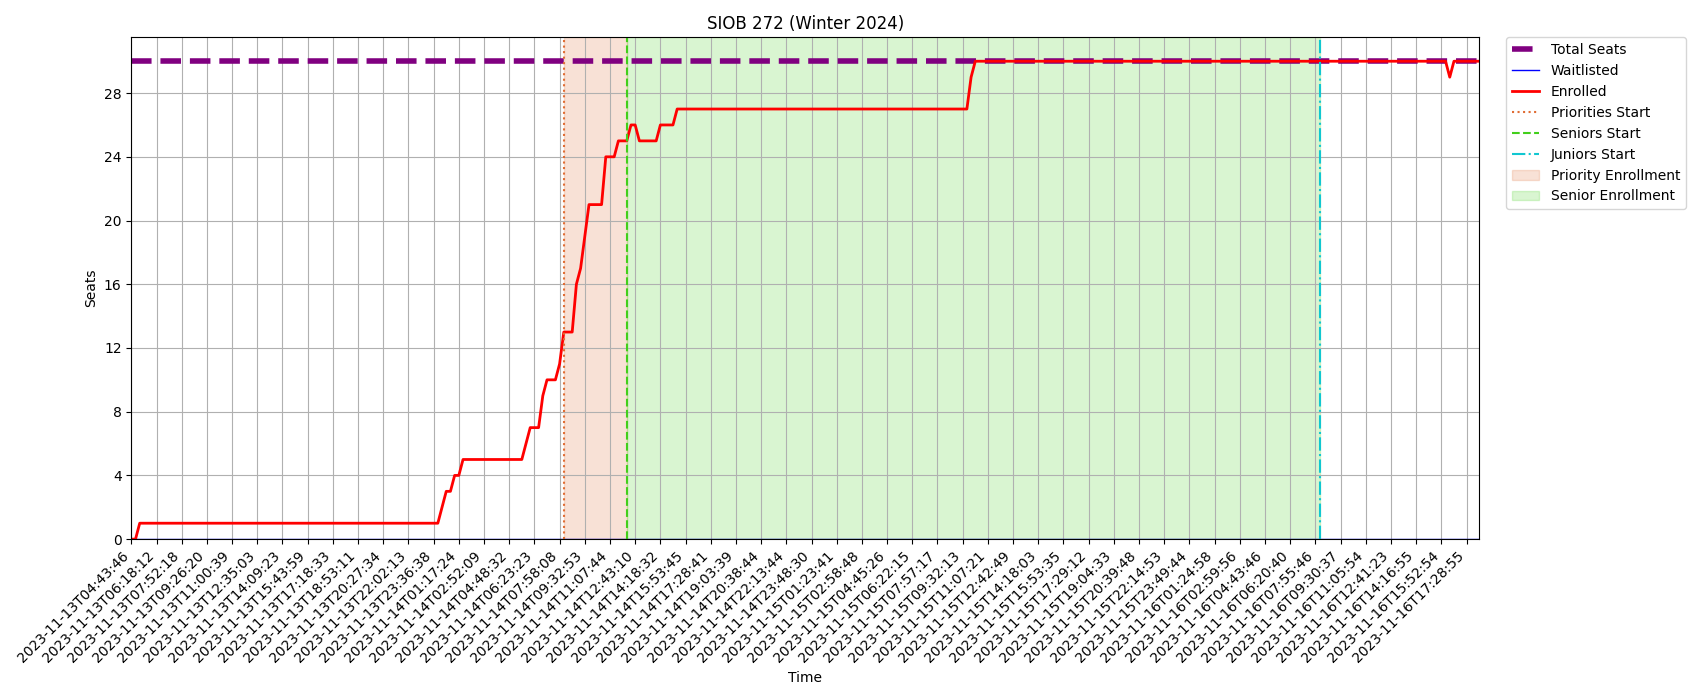 SIOB 272 (Winter 2024)
Total Seats
Waitlisted
Enrolled
Priorities Start
Seniors Start
Juniors Start
Priority Enrollment
Senior Enrollment
Seats
28
24
20
16
12
8
4
0
2023-11-13T04:43:46
2023-11-13T06:18:12
2023-11-13T07:52:18
2023-11-13T09:26:20
2023-11-13T11:00:39
2023-11-13T12:35:03
2023-11-13T14:09:23
2023-11-13T15:43:59
2023-11-13T17:18:33
2023-11-13T18:53:11
2023-11-13T20:27:34
2023-11-13T22:02:13
2023-11-13T23:36:38
2023-11-14T01:17:24
2023-11-14T02:52:09
2023-11-14T04:48:32
2023-11-14T06:23:23
2023-11-14T07:58:08
2023-11-14T09:32:53
2023-11-14T11:07:44
2023-11-14T12:43:10
2023-11-14T14:18:32
2023-11-14T15:53:45
2023-11-14T17:28:41
2023-11-14T19:03:39
2023-11-14T20:38:44
2023-11-14T22:13:44
2023-11-14T23:48:30
2023-11-15T01:23:41
2023-11-15T02:58:48
2023-11-15T04:45:26
2023-11-15T06:22:15
2023-11-15T07:57:17
2023-11-15T09:32:13
2023-11-15T11:07:21
2023-11-15T12:42:49
2023-11-15T14:18:03
2023-11-15T15:53:35
2023-11-15T17:29:12
2023-11-15T19:04:33
2023-11-15T20:39:48
2023-11-15T22:14:53
2023-11-15T23:49:44
2023-11-16T01:24:58
2023-11-16T02:59:56
2023-11-16T04:43:46
2023-11-16T06:20:40
2023-11-16T07:55:46
2023-11-16T09:30:37
2023-11-16T11:05:54
2023-11-16T12:41:23
2023-11-16T14:16:55
2023-11-16T15:52:54
2023-11-16T17:28:55
Time